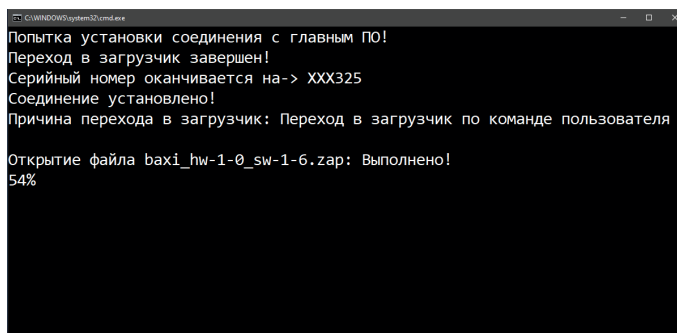 C:\WINDOWS\system32\cmd.exe
Попытка установки соединения с главным ПО!
Переход в загрузчик завершен!
Серийный номер оканчивается на-> XXX325
Соединение установлено!
Причина перехода в загрузчик: Переход в загрузчик по команде пользователя
Открытие файла baxi_hw-1-0_sw-1-6.zap: Выполнено!
54%